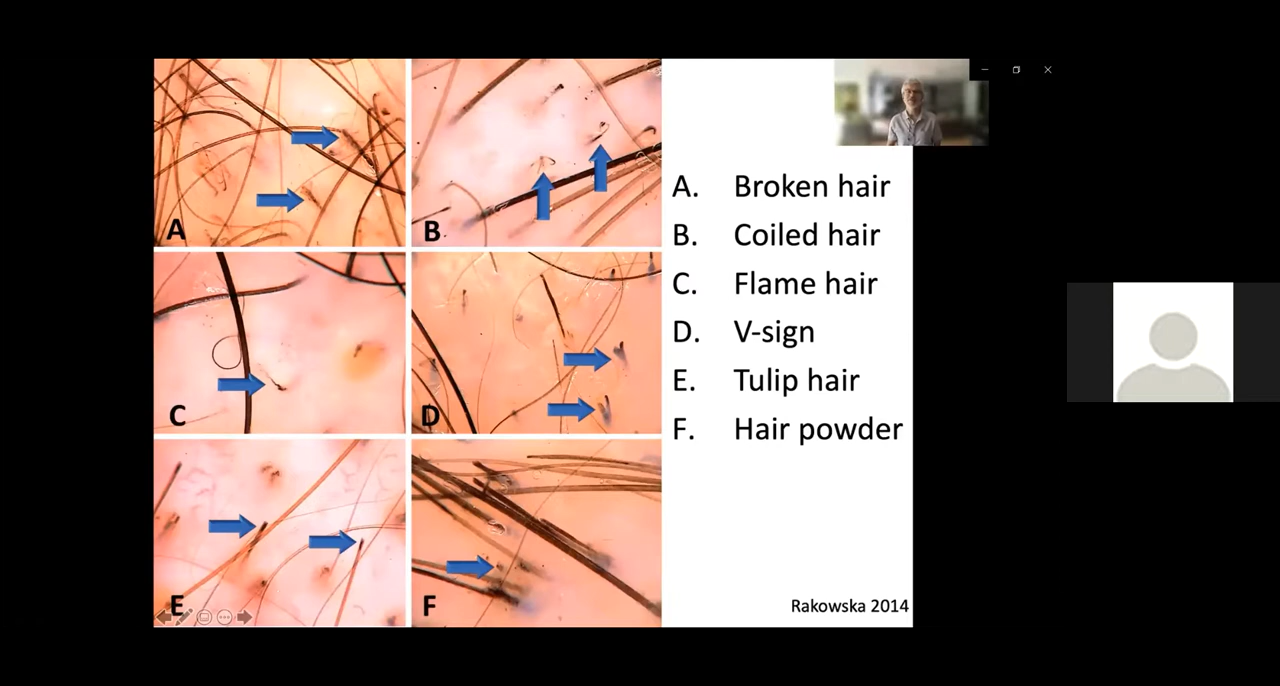 A
B
C
D
E
F
A. Broken hair
B. Coiled hair
C. Flame hair
D. V-sign
E. Tulip hair
F. Hair powder
Rakowska 2014